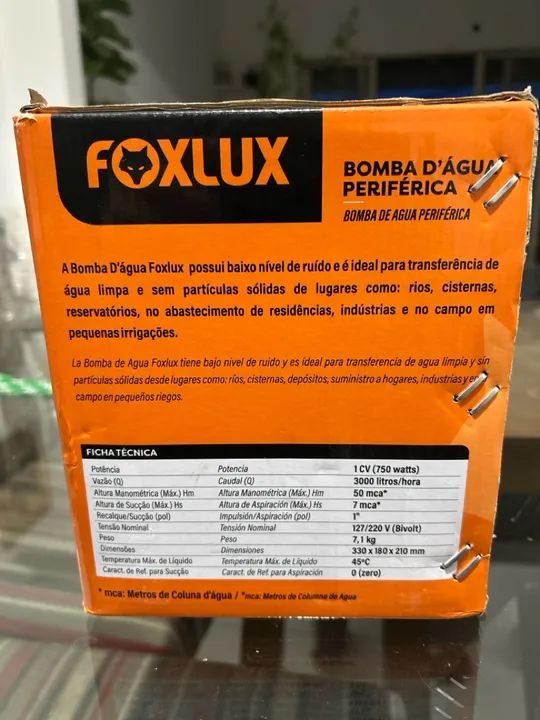 FOXLUX
BOMBA D'ÁGUA
PERIFÉRICA
BOMBA DE AGUA PERIFÉRICA
A Bomba D'água Foxlux possui baixo nível de ruído e é ideal para transferência de
água limpa e sem partículas sólidas de lugares como: rios, cisternas,
reservatórios, no abastecimento de residências, indústrias e no campo em
pequenas irrigações.
La Bomba de Agua Foxlux tiene bajo nivel de ruido y es ideal para transferencia de agua limpia y sin
partículas sólidas desde lugares como: ríos, cisternas, depósitos, suministro a hogares, industrias y en
campo en pequeños riegos.
FICHA TÉCNICA
Potência Potencia 1 CV (750 watts)
Vazão (Q) Caudal (Q) 3000 litros/hora
Altura Manométrica (Máx.) Hm Altura Manométrica (Máx.) Hm 50 mca*
Altura de Sucção (Máx.) Hs Altura de Aspiración (Máx.) Hs 7 mca*
Recalque/Sucção (pol) Impulsión/Aspiración (pol) 1"
Tensão Nominal Tensión Nominal 127/220 V (Bivolt)
Peso Peso 7,1 kg
Dimensões Dimensiones 330 x 180 x 210 mm
Temperatura Máx. de Líquido Temperatura Máx. de Líquido 45ºC
Caract. de Ref. para Sucção Caract. de Ref. para Aspiración 0 (zero)
* mca: Metros de Coluna d'água / *mca: Metros de Columna de Agua